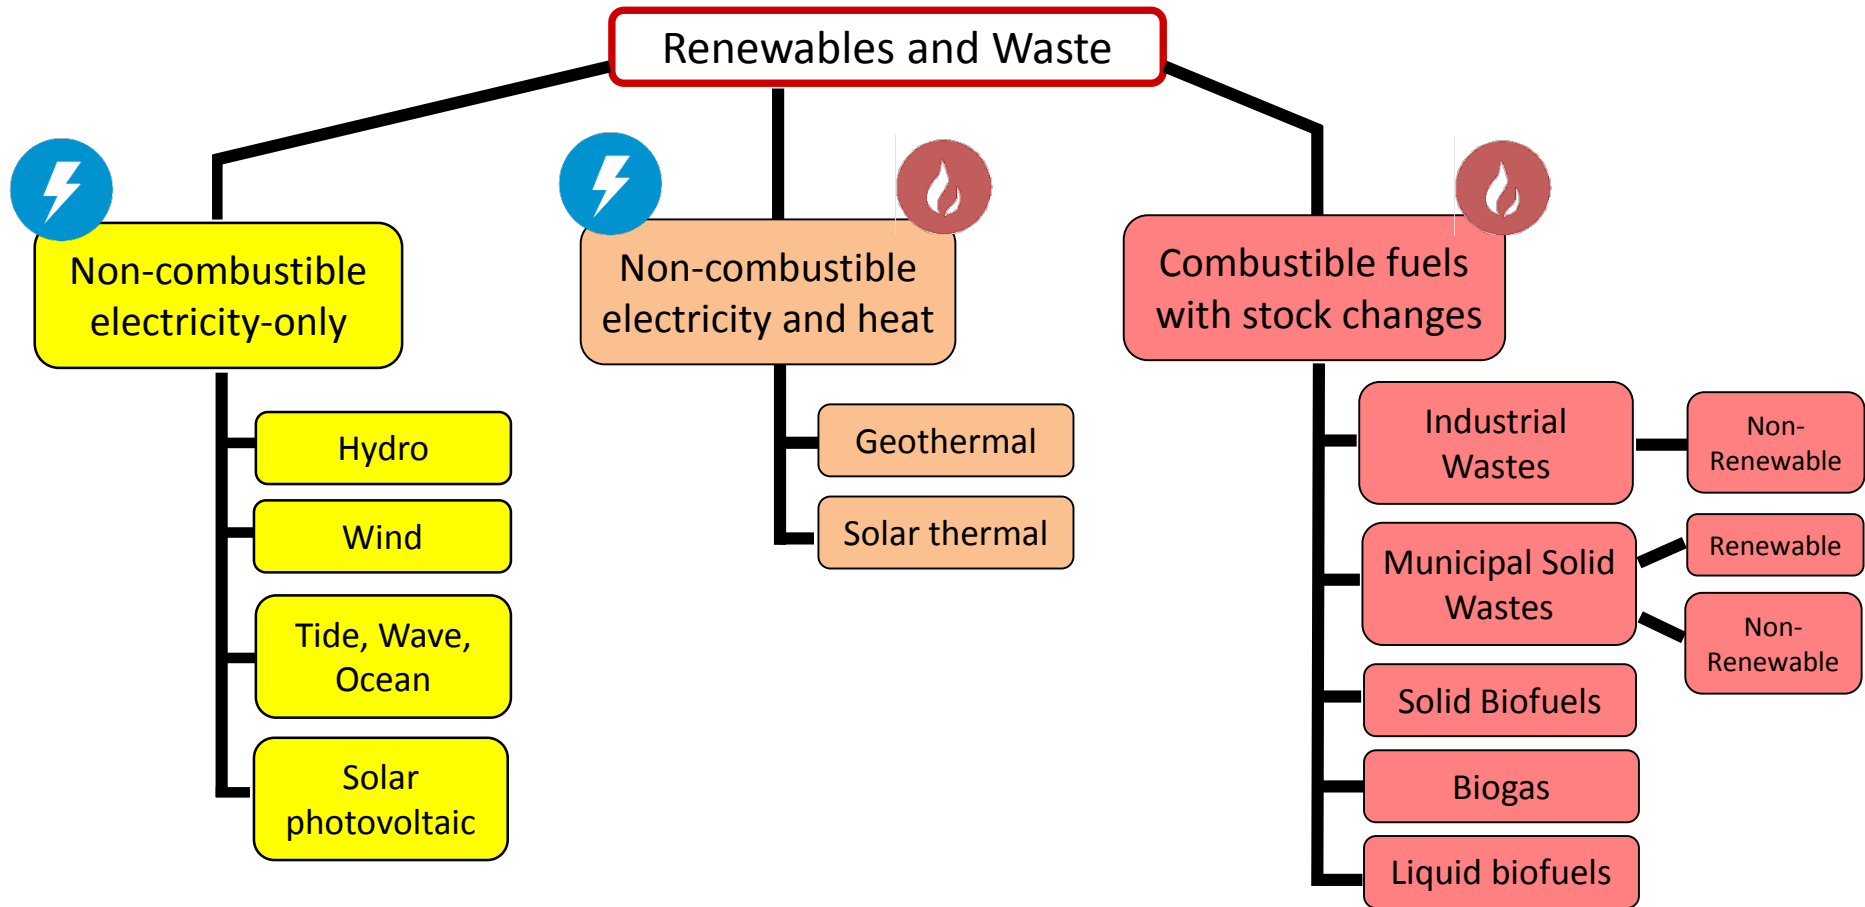 Renewables and Waste
Non-combustible
electricity-only
Hydro
Wind
Tide, Wave,
Ocean
Solar
photovoltaic
Non-combustible
electricity and heat
Geothermal
Solar thermal
Combustible fuels
with stock changes
Industrial
Wastes
Non-
Renewable
Municipal Solid
Wastes
Renewable
Non-
Renewable
Solid Biofuels
Biogas
Liquid biofuels